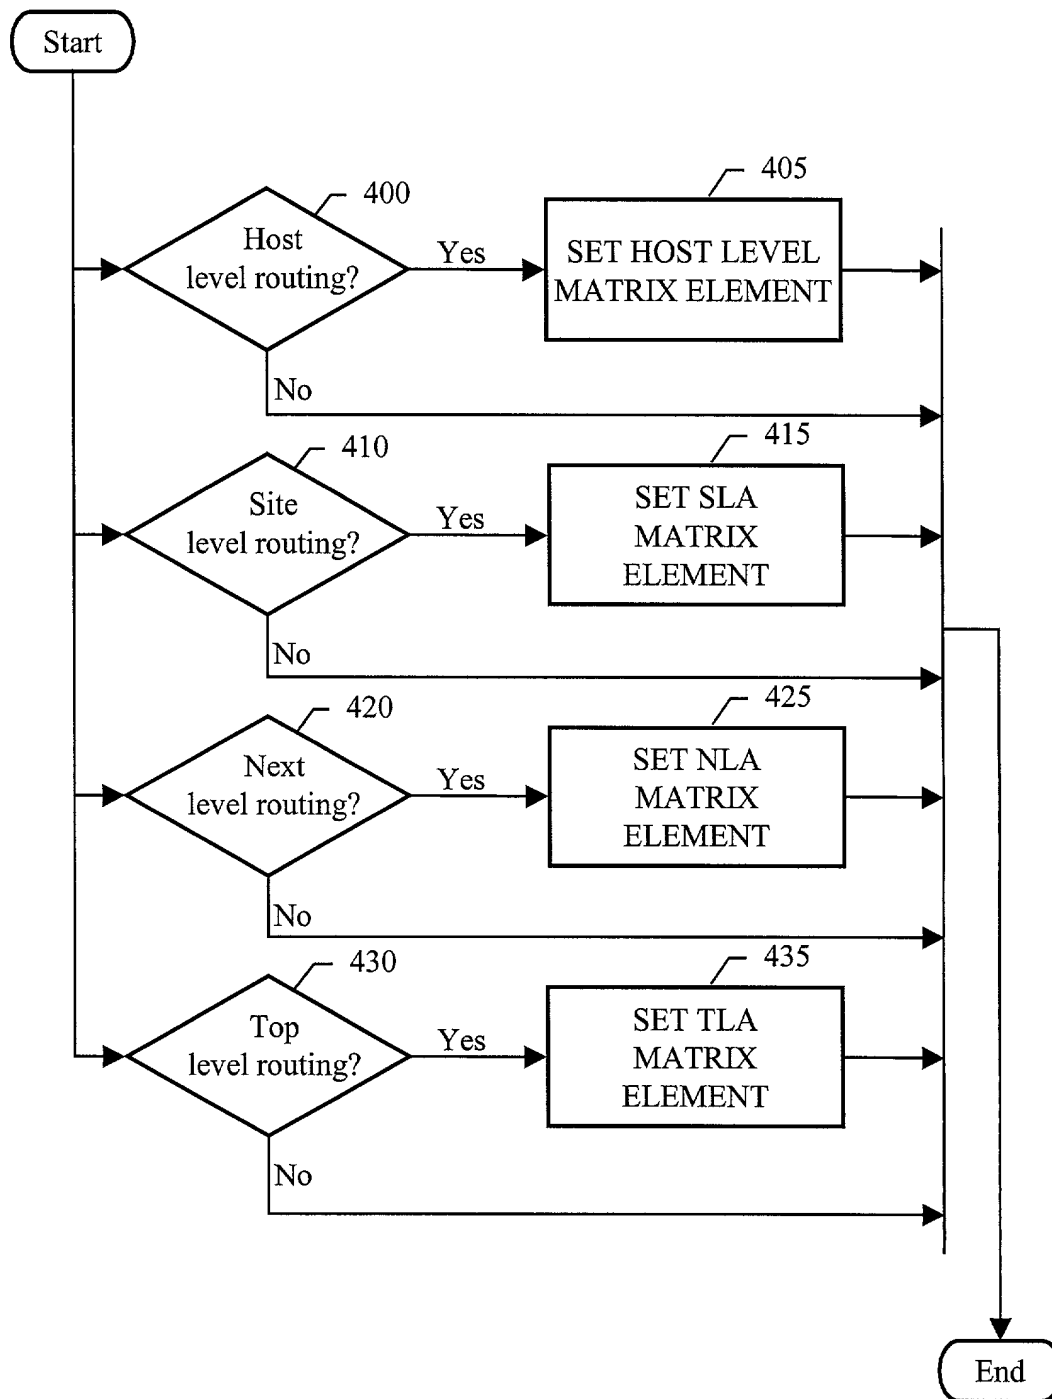 Start
400
405
Host
level routing?
Yes
SET HOST LEVEL
MATRIX ELEMENT
No
410
415
Site
level routing?
Yes
SET SLA
MATRIX
ELEMENT
No
420
425
Next
level routing?
Yes
SET NLA
MATRIX
ELEMENT
No
430
435
Top
level routing?
Yes
SET TLA
MATRIX
ELEMENT
No
End